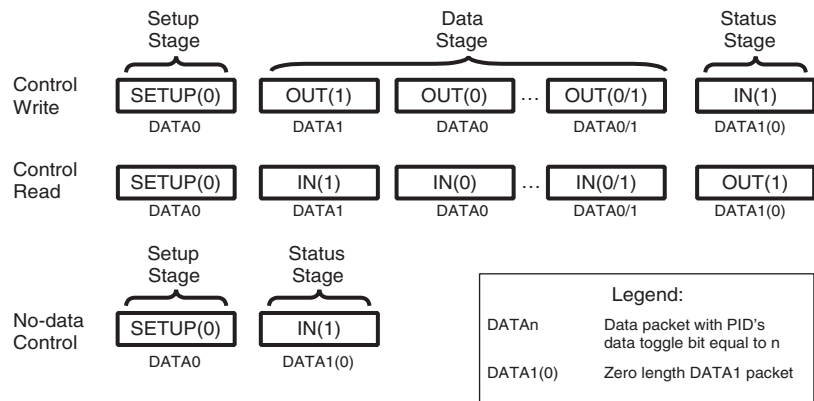 Setup Stage
Data Stage
Status Stage
Control Write
SETUP(0) OUT(1) OUT(0) ... OUT(0/1) IN(1)
DATA0 DATA1 DATA0 DATA0/1 DATA1(0)
Control Read
SETUP(0) IN(1) IN(0) ... IN(0/1) OUT(1)
DATA0 DATA1 DATA0 DATA0/1 DATA1(0)
Setup Stage
Status Stage
No-data Control
SETUP(0) IN(1)
DATA0 DATA1(0)
Legend:
DATAn Data packet with PID's
data toggle bit equal to n
DATA1(0) Zero length DATA1 packet